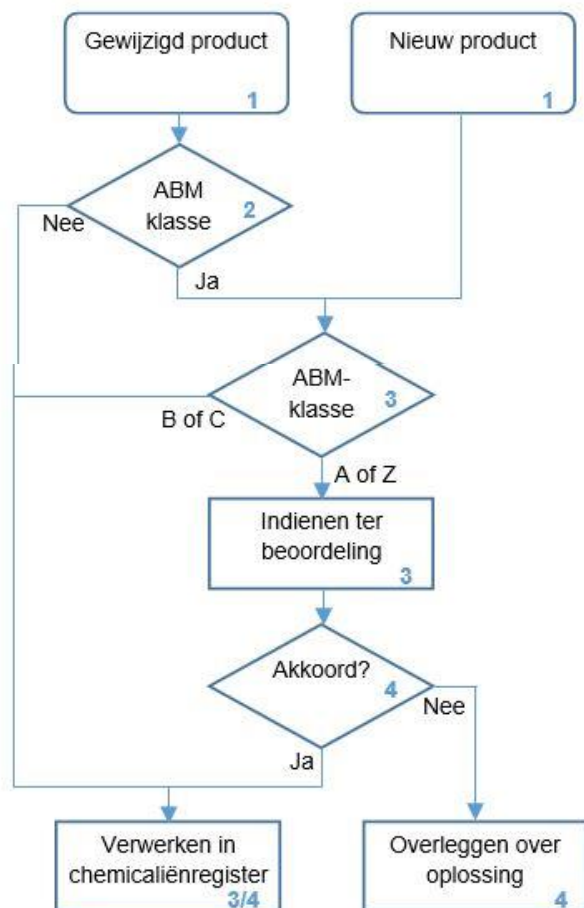 Gewijzigd product
1
Nieuw product
1
ABM
klasse
2
Nee
Ja
ABM-
klasse
3
B of C
A of Z
Indienen ter
beoordeling
3
Akkoord?
4
Nee
Ja
Verwerken in
chemicaliënregister
3/4
Overleggen over
oplossing
4